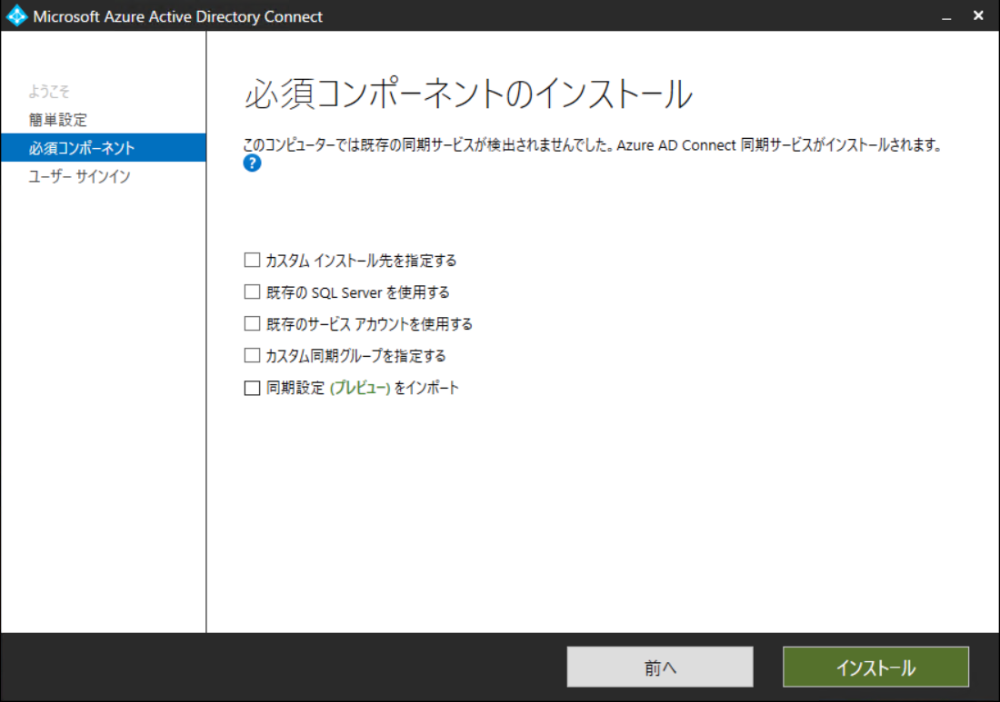 Microsoft Azure Active Directory Connect
ようこそ
簡単設定
必須コンポーネント
ユーザー サインイン
必須コンポーネントのインストール
このコンピューターでは既存の同期サービスが検出されませんでした。Azure AD Connect 同期サービスがインストールされます。
?
カスタム インストール先を指定する
既存の SQL Server を使用する
既存のサービス アカウントを使用する
カスタム同期グループを指定する
同期設定 (プレビュー) をインポート
前へ
インストール